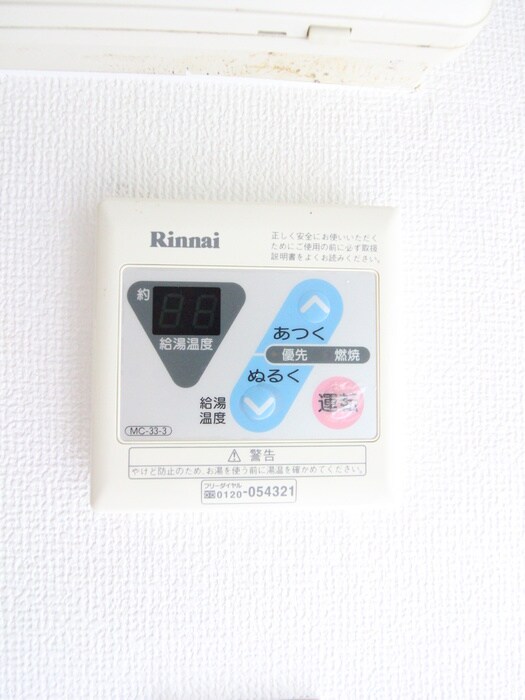 Rinnai
正しく安全にお使いいただく
ためにご使用の前に必ず取扱
説明書をよくお読みください。
約
給湯温度
あつく
優先 燃焼
ぬるく
給湯
温度
運転
MC-33-3
⚠ 警告
やけど防止のため、お湯を使う前に湯温を確かめてください。
フリーダイヤル
0120-054321